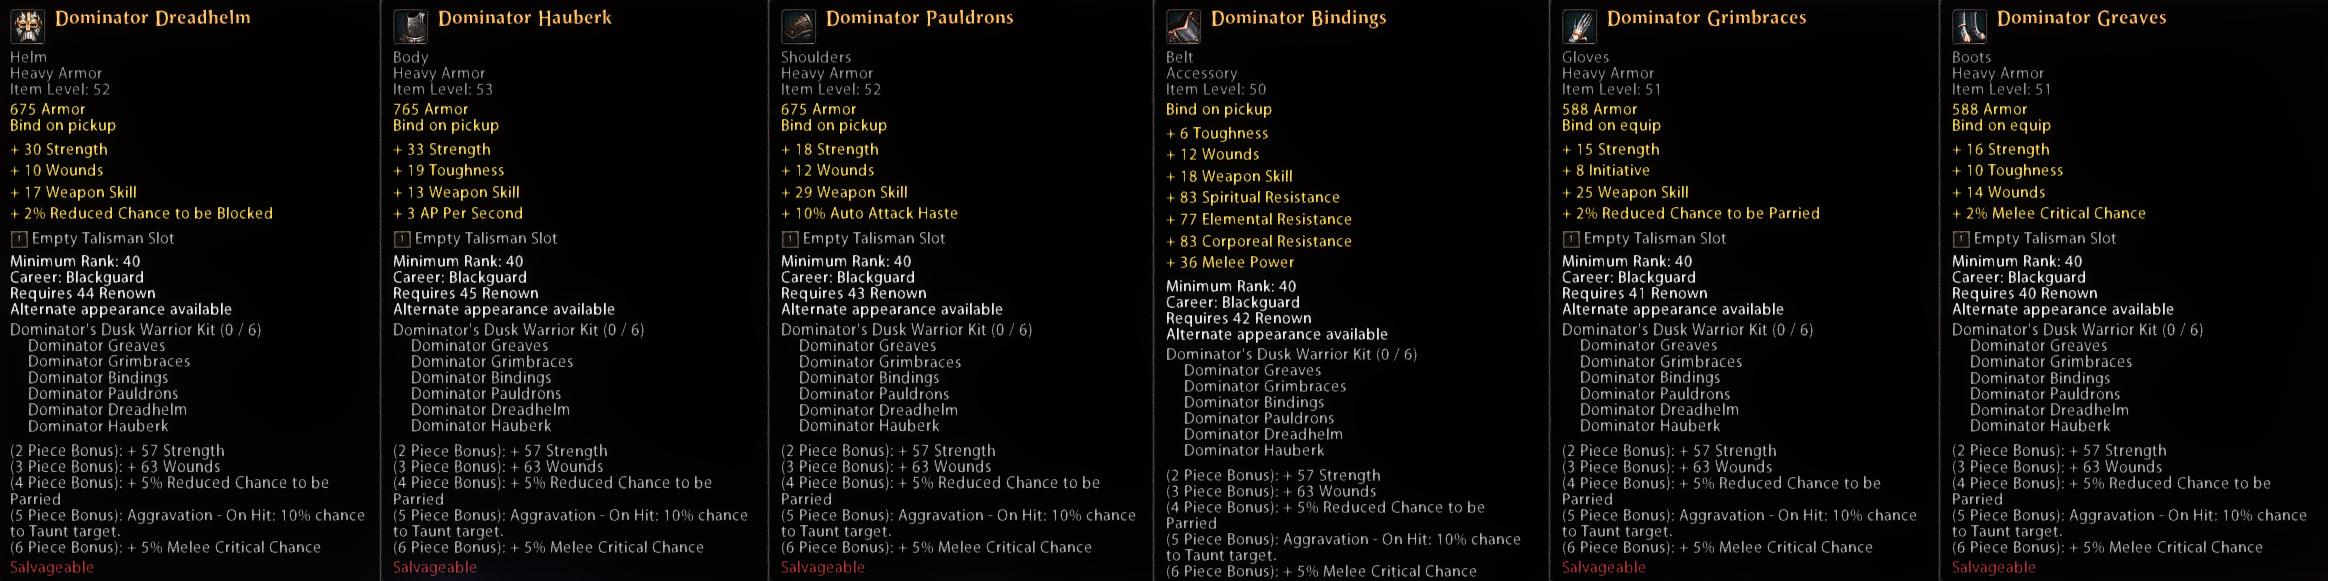 Dominator Dreadhelm
Helm
Heavy Armor
Item Level: 52
675 Armor
Bind on pickup
+ 30 Strength
+ 10 Wounds
+ 17 Weapon Skill
+ 2% Reduced Chance to be Blocked
1 Empty Talisman Slot
Minimum Rank: 40
Career: Blackguard
Requires 44 Renown
Alternate appearance available
Dominator's Dusk Warrior Kit (0 / 6)
Dominator Greaves
Dominator Grimbraces
Dominator Bindings
Dominator Pauldrons
Dominator Dreadhelm
Dominator Hauberk
(2 Piece Bonus): + 57 Strength
(3 Piece Bonus): + 63 Wounds
(4 Piece Bonus): + 5% Reduced Chance to be
Parried
(5 Piece Bonus): Aggravation - On Hit: 10% chance
to Taunt target.
(6 Piece Bonus): + 5% Melee Critical Chance
Salvageable
Dominator Hauberk
Body
Heavy Armor
Item Level: 53
765 Armor
Bind on pickup
+ 33 Strength
+ 19 Toughness
+ 13 Weapon Skill
+ 3 AP Per Second
1 Empty Talisman Slot
Minimum Rank: 40
Career: Blackguard
Requires 45 Renown
Alternate appearance available
Dominator's Dusk Warrior Kit (0 / 6)
Dominator Greaves
Dominator Grimbraces
Dominator Bindings
Dominator Pauldrons
Dominator Dreadhelm
Dominator Hauberk
(2 Piece Bonus): + 57 Strength
(3 Piece Bonus): + 63 Wounds
(4 Piece Bonus): + 5% Reduced Chance to be
Parried
(5 Piece Bonus): Aggravation - On Hit: 10% chance
to Taunt target.
(6 Piece Bonus): + 5% Melee Critical Chance
Salvageable
Dominator Pauldrons
Shoulders
Heavy Armor
Item Level: 52
675 Armor
Bind on pickup
+ 18 Strength
+ 12 Wounds
+ 29 Weapon Skill
+ 10% Auto Attack Haste
1 Empty Talisman Slot
Minimum Rank: 40
Career: Blackguard
Requires 43 Renown
Alternate appearance available
Dominator's Dusk Warrior Kit (0 / 6)
Dominator Greaves
Dominator Grimbraces
Dominator Bindings
Dominator Pauldrons
Dominator Dreadhelm
Dominator Hauberk
(2 Piece Bonus): + 57 Strength
(3 Piece Bonus): + 63 Wounds
(4 Piece Bonus): + 5% Reduced Chance to be
Parried
(5 Piece Bonus): Aggravation - On Hit: 10% chance
to Taunt target.
(6 Piece Bonus): + 5% Melee Critical Chance
Salvageable
Dominator Bindings
Belt
Accessory
Item Level: 50
Bind on pickup
+ 6 Toughness
+ 12 Wounds
+ 18 Weapon Skill
+ 83 Spiritual Resistance
+ 77 Elemental Resistance
+ 83 Corporeal Resistance
+ 36 Melee Power
Minimum Rank: 40
Career: Blackguard
Requires 42 Renown
Alternate appearance available
Dominator's Dusk Warrior Kit (0 / 6)
Dominator Greaves
Dominator Grimbraces
Dominator Bindings
Dominator Pauldrons
Dominator Dreadhelm
Dominator Hauberk
(2 Piece Bonus): + 57 Strength
(3 Piece Bonus): + 63 Wounds
(4 Piece Bonus): + 5% Reduced Chance to be
Parried
(5 Piece Bonus): Aggravation - On Hit: 10% chance
to Taunt target.
(6 Piece Bonus): + 5% Melee Critical Chance
Dominator Grimbraces
Gloves
Heavy Armor
Item Level: 51
588 Armor
Bind on equip
+ 15 Strength
+ 8 Initiative
+ 25 Weapon Skill
+ 2% Reduced Chance to be Parried
1 Empty Talisman Slot
Minimum Rank: 40
Career: Blackguard
Requires 41 Renown
Alternate appearance available
Dominator's Dusk Warrior Kit (0 / 6)
Dominator Greaves
Dominator Grimbraces
Dominator Bindings
Dominator Pauldrons
Dominator Dreadhelm
Dominator Hauberk
(2 Piece Bonus): + 57 Strength
(3 Piece Bonus): + 63 Wounds
(4 Piece Bonus): + 5% Reduced Chance to be
Parried
(5 Piece Bonus): Aggravation - On Hit: 10% chance
to Taunt target.
(6 Piece Bonus): + 5% Melee Critical Chance
Salvageable
Dominator Greaves
Boots
Heavy Armor
Item Level: 51
588 Armor
Bind on equip
+ 16 Strength
+ 10 Toughness
+ 14 Wounds
+ 2% Melee Critical Chance
1 Empty Talisman Slot
Minimum Rank: 40
Career: Blackguard
Requires 40 Renown
Alternate appearance available
Dominator's Dusk Warrior Kit (0 / 6)
Dominator Greaves
Dominator Grimbraces
Dominator Bindings
Dominator Pauldrons
Dominator Dreadhelm
Dominator Hauberk
(2 Piece Bonus): + 57 Strength
(3 Piece Bonus): + 63 Wounds
(4 Piece Bonus): + 5% Reduced Chance to be
Parried
(5 Piece Bonus): Aggravation - On Hit: 10% chance
to Taunt target.
(6 Piece Bonus): + 5% Melee Critical Chance
Salvageable